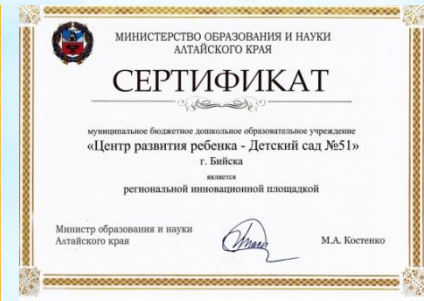 МИНИСТЕРСТВО ОБРАЗОВАНИЯ И НАУКИ
АЛТАЙСКОГО КРАЯ
СЕРТИФИКАТ
муниципальное бюджетное дошкольное образовательное учреждение
«Центр развития ребенка - Детский сад №51»
г. Бийска
является
региональной инновационной площадкой
Министр образования и науки
Алтайского края
М.А. Костенко